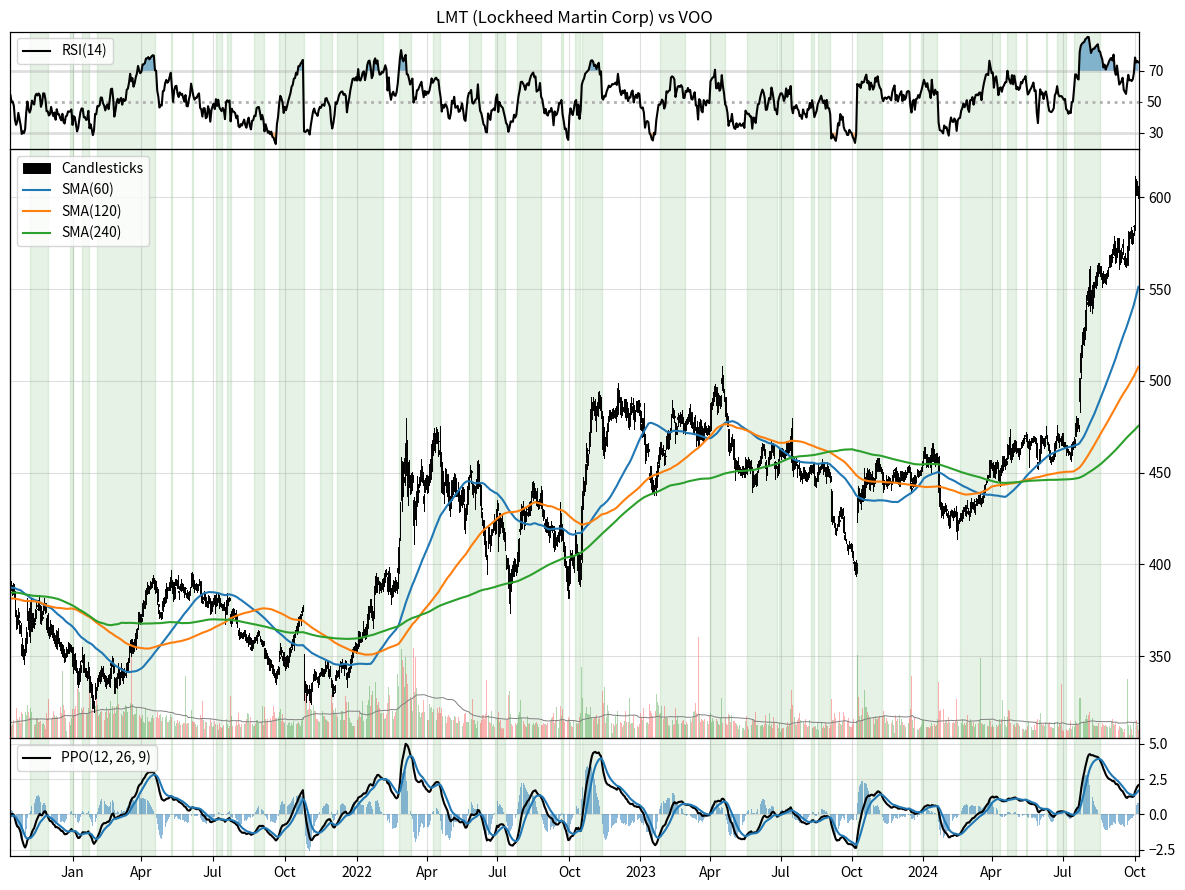 LMT (Lockheed Martin Corp) vs VOO
RSI(14)
70
50
30
Candlesticks
SMA(60)
SMA(120)
SMA(240)
600
550
500
450
400
350
PPO(12, 26, 9)
5.0
2.5
0.0
−2.5
Jan Apr Jul Oct 2022 Apr Jul Oct 2023 Apr Jul Oct 2024 Apr Jul Oct